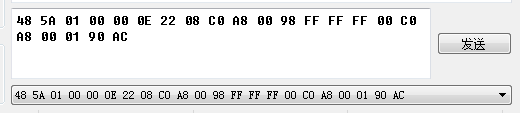 48 5A 01 00 00 0E 22 08 C0 A8 00 98 FF FF FF 00 C0
A8 00 01 90 AC
发送
48 5A 01 00 00 0E 22 08 C0 A8 00 98 FF FF FF 00 C0 A8 00 01 90 AC